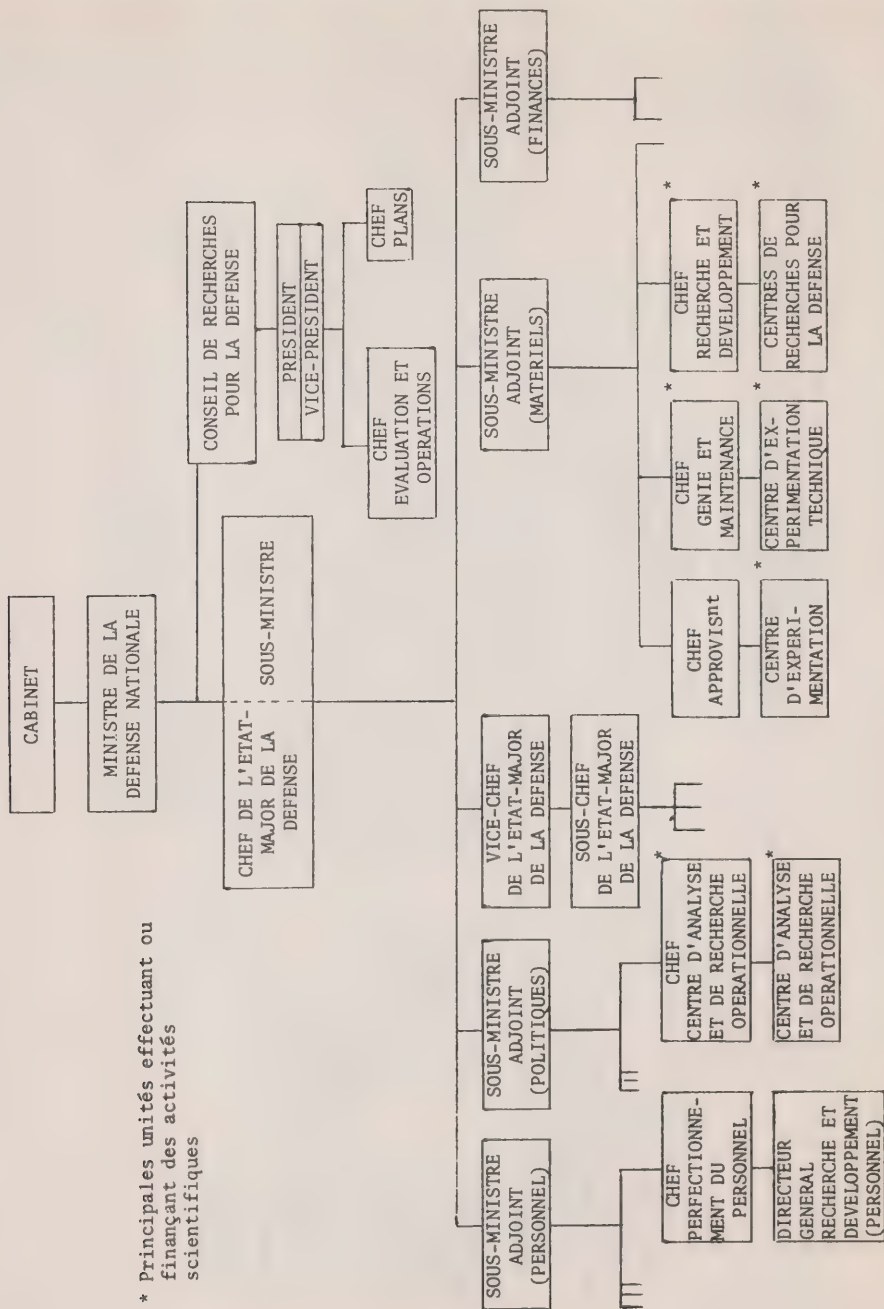 CABINET
MINISTRE DE LA
DEFENSE NATIONALE
* Principales unités effectuant ou
finançant des activités
scientifiques
CHEF DE L'ETAT-
MAJOR DE LA
DEFENSE
SOUS-MINISTRE
CONSEIL DE RECHERCHES
POUR LA DEFENSE
PRESIDENT
VICE-PRESIDENT
CHEF
EVALUATION ET
OPERATIONS
CHEF
PLANS
SOUS-MINISTRE
ADJOINT
(PERSONNEL)
SOUS-MINISTRE
ADJOINT
(POLITIQUES)
VICE-CHEF
DE L'ETAT-MAJOR
DE LA DEFENSE
SOUS-MINISTRE
ADJOINT
(MATERIELS)
SOUS-MINISTRE
ADJOINT
(FINANCES)
SOUS-CHEF
DE L'ETAT-MAJOR
DE LA DEFENSE
CHEF
PERFECTIONNE-
MENT DU
PERSONNEL
*
CHEF
CENTRE D'ANALYSE
ET DE RECHERCHE
OPERATIONNELLE
CHEF
APPROVISnt
*
CHEF
GENIE ET
MAINTENANCE
*
CHEF
RECHERCHE ET
DEVELOPPEMENT
DIRECTEUR
GENERAL
RECHERCHE ET
DEVELOPPEMENT
(PERSONNEL)
*
CENTRE D'ANALYSE
ET DE RECHERCHE
OPERATIONNELLE
*
CENTRE
D'EXPERI-
MENTATION
*
CENTRE D'EX-
PERIMENTATION
TECHNIQUE
*
CENTRES DE
RECHERCHES POUR
LA DEFENSE